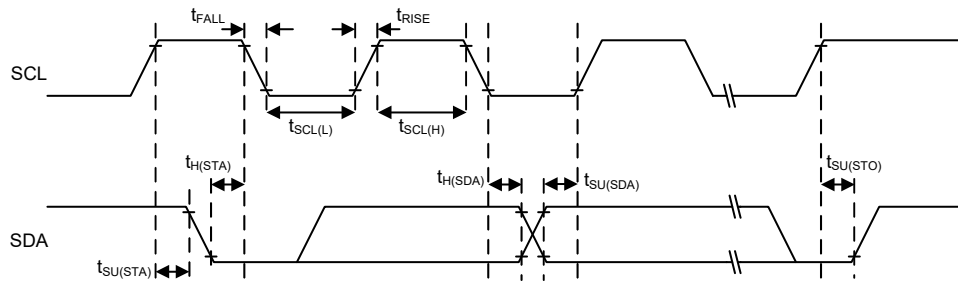 tFALL
tRISE
SCL
tSCL(L)
tSCL(H)
tH(STA)
tH(SDA)
tSU(SDA)
tSU(STO)
SDA
tSU(STA)